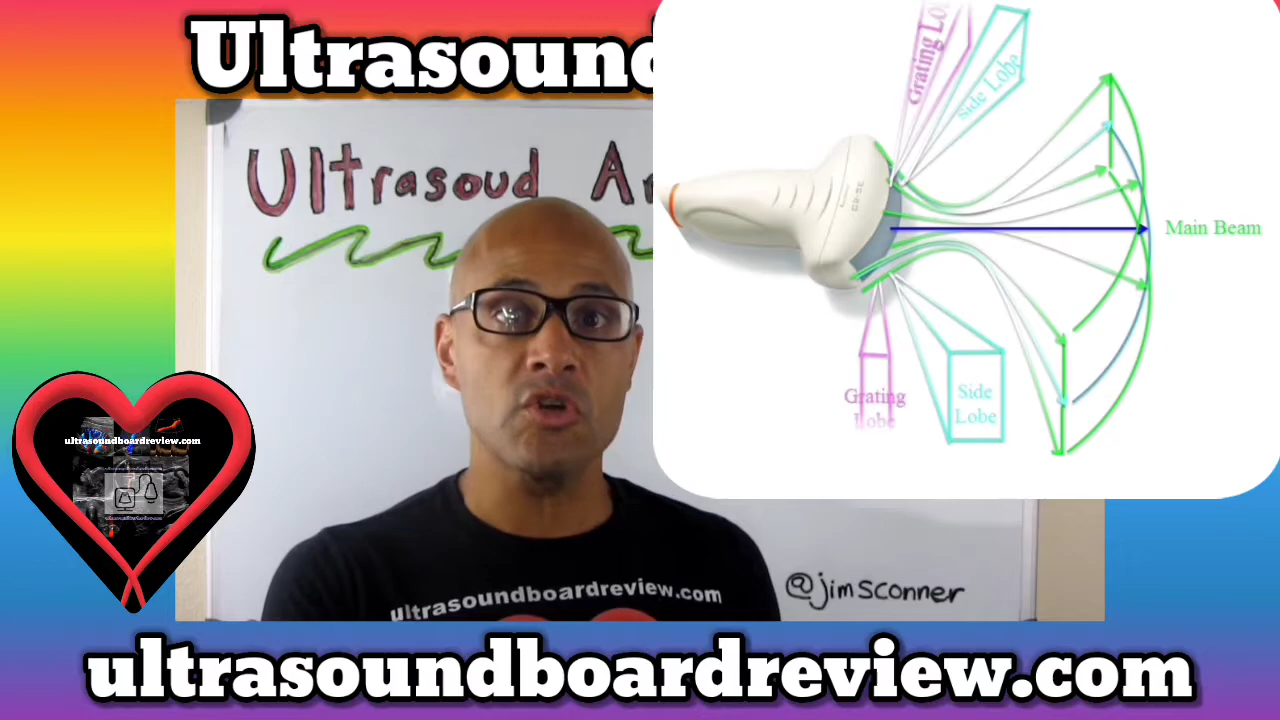 Ultrasound
Grating Lo
Side Lobe
Ultrasoud Ar
Main Beam
Grating
Lobe
Side
Lobe
ultrasoundboardreview.com
@jimsconner
ultrasoundboardreview.com
ultrasoundboardreview.com